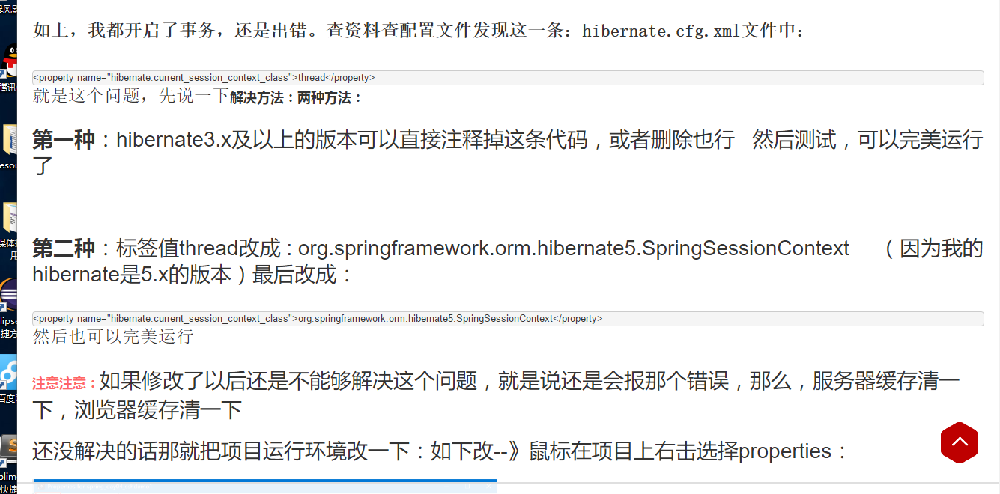 如上，我都开启了事务，还是出错。查资料查配置文件发现这一条：hibernate.cfg.xml文件中：
<property name="hibernate.current_session_context_class">thread</property>
就是这个问题，先说一下解决方法：两种方法：
第一种：hibernate3.x及以上的版本可以直接注释掉这条代码，或者删除也行 然后测试，可以完美运行
了
第二种：标签值thread改成：org.springframework.orm.hibernate5.SpringSessionContext （因为我的
hibernate是5.x的版本）最后改成：
<property name="hibernate.current_session_context_class">org.springframework.orm.hibernate5.SpringSessionContext</property>
然后也可以完美运行
注意注意：如果修改了以后还是不能够解决这个问题，就是说还是会报那个错误，那么，服务器缓存清一
下，浏览器缓存清一下
还没解决的话那就把项目运行环境改一下：如下改--》鼠标在项目上右击选择properties：